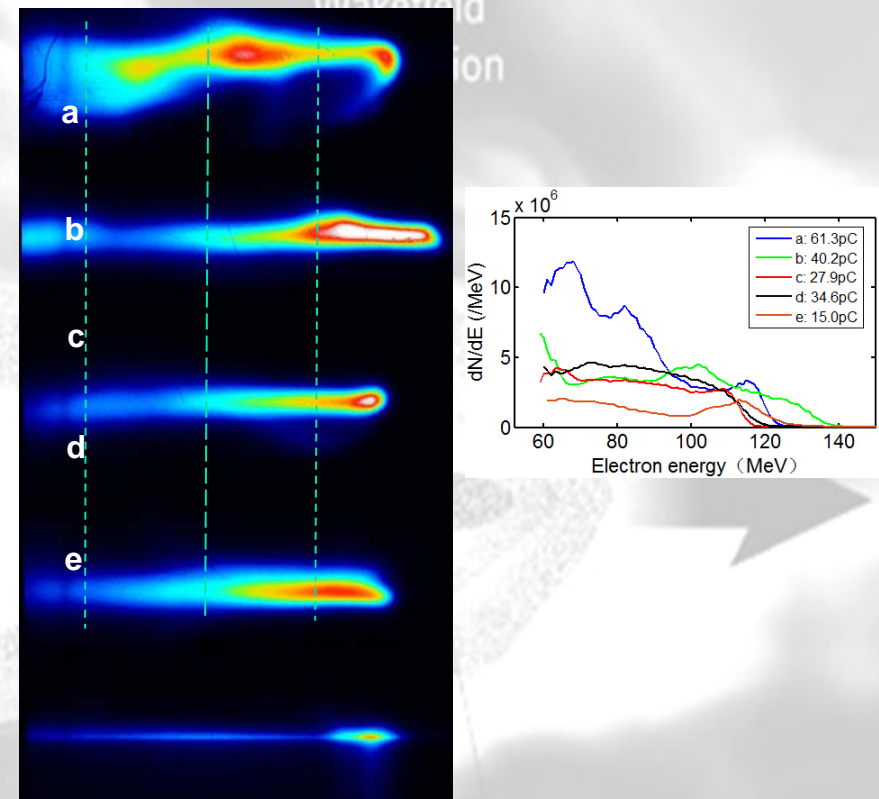 ion
a
b
c
d
e
15 x 10^6
10
5
0
dN/dE (/MeV)
60 80 100 120 140
Electron energy（MeV）
a: 61.3pC
b: 40.2pC
c: 27.9pC
d: 34.6pC
e: 15.0pC